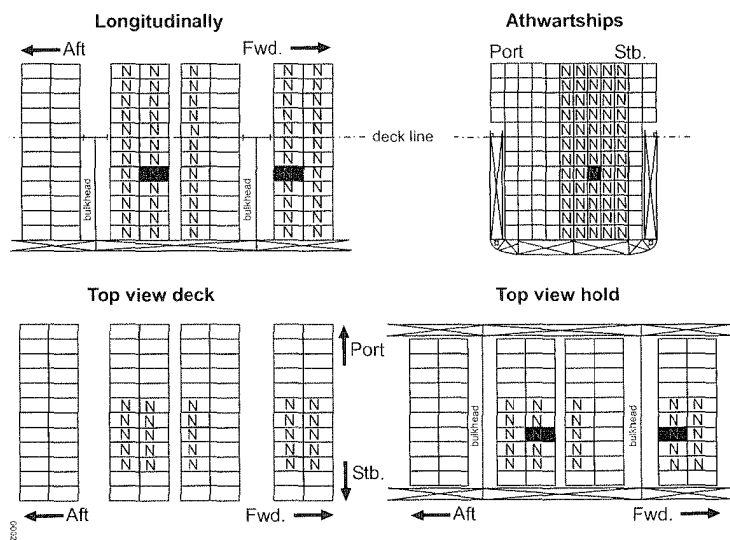 Longitudinally
Aft Fwd.
N N N N N
N N N N N
N N N N N
N N N N N
N N N N N
deck line
N N N N N
N N N N N
N N N
N N N N N
N N N N N
N N N N N
N N N N N
bulkhead
bulkhead
Athwartships
Port Stb.
N N N N N
N N N N N
N N N N N
N N N N N
N N N N N
N N N N N
N N N N N
N N N N
N N N N N
N N N N N
N N N N N
N N N N N
Top view deck
Port
N N N N N
N N N N N
N N N N N
N N N N N
N N N N N
Stb.
Aft Fwd.
Top view hold
bulkhead
bulkhead
N N N N N
N N N N N
N N N
N N N N N
N N N N N
Aft Fwd.